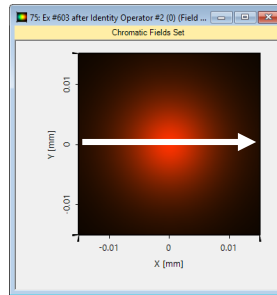 75: Ex #603 after Identity Operator #2 (0) (Field ...
Chromatic Fields Set
Y [mm]
0.01
0
-0.01
-0.01
0
0.01
X [mm]